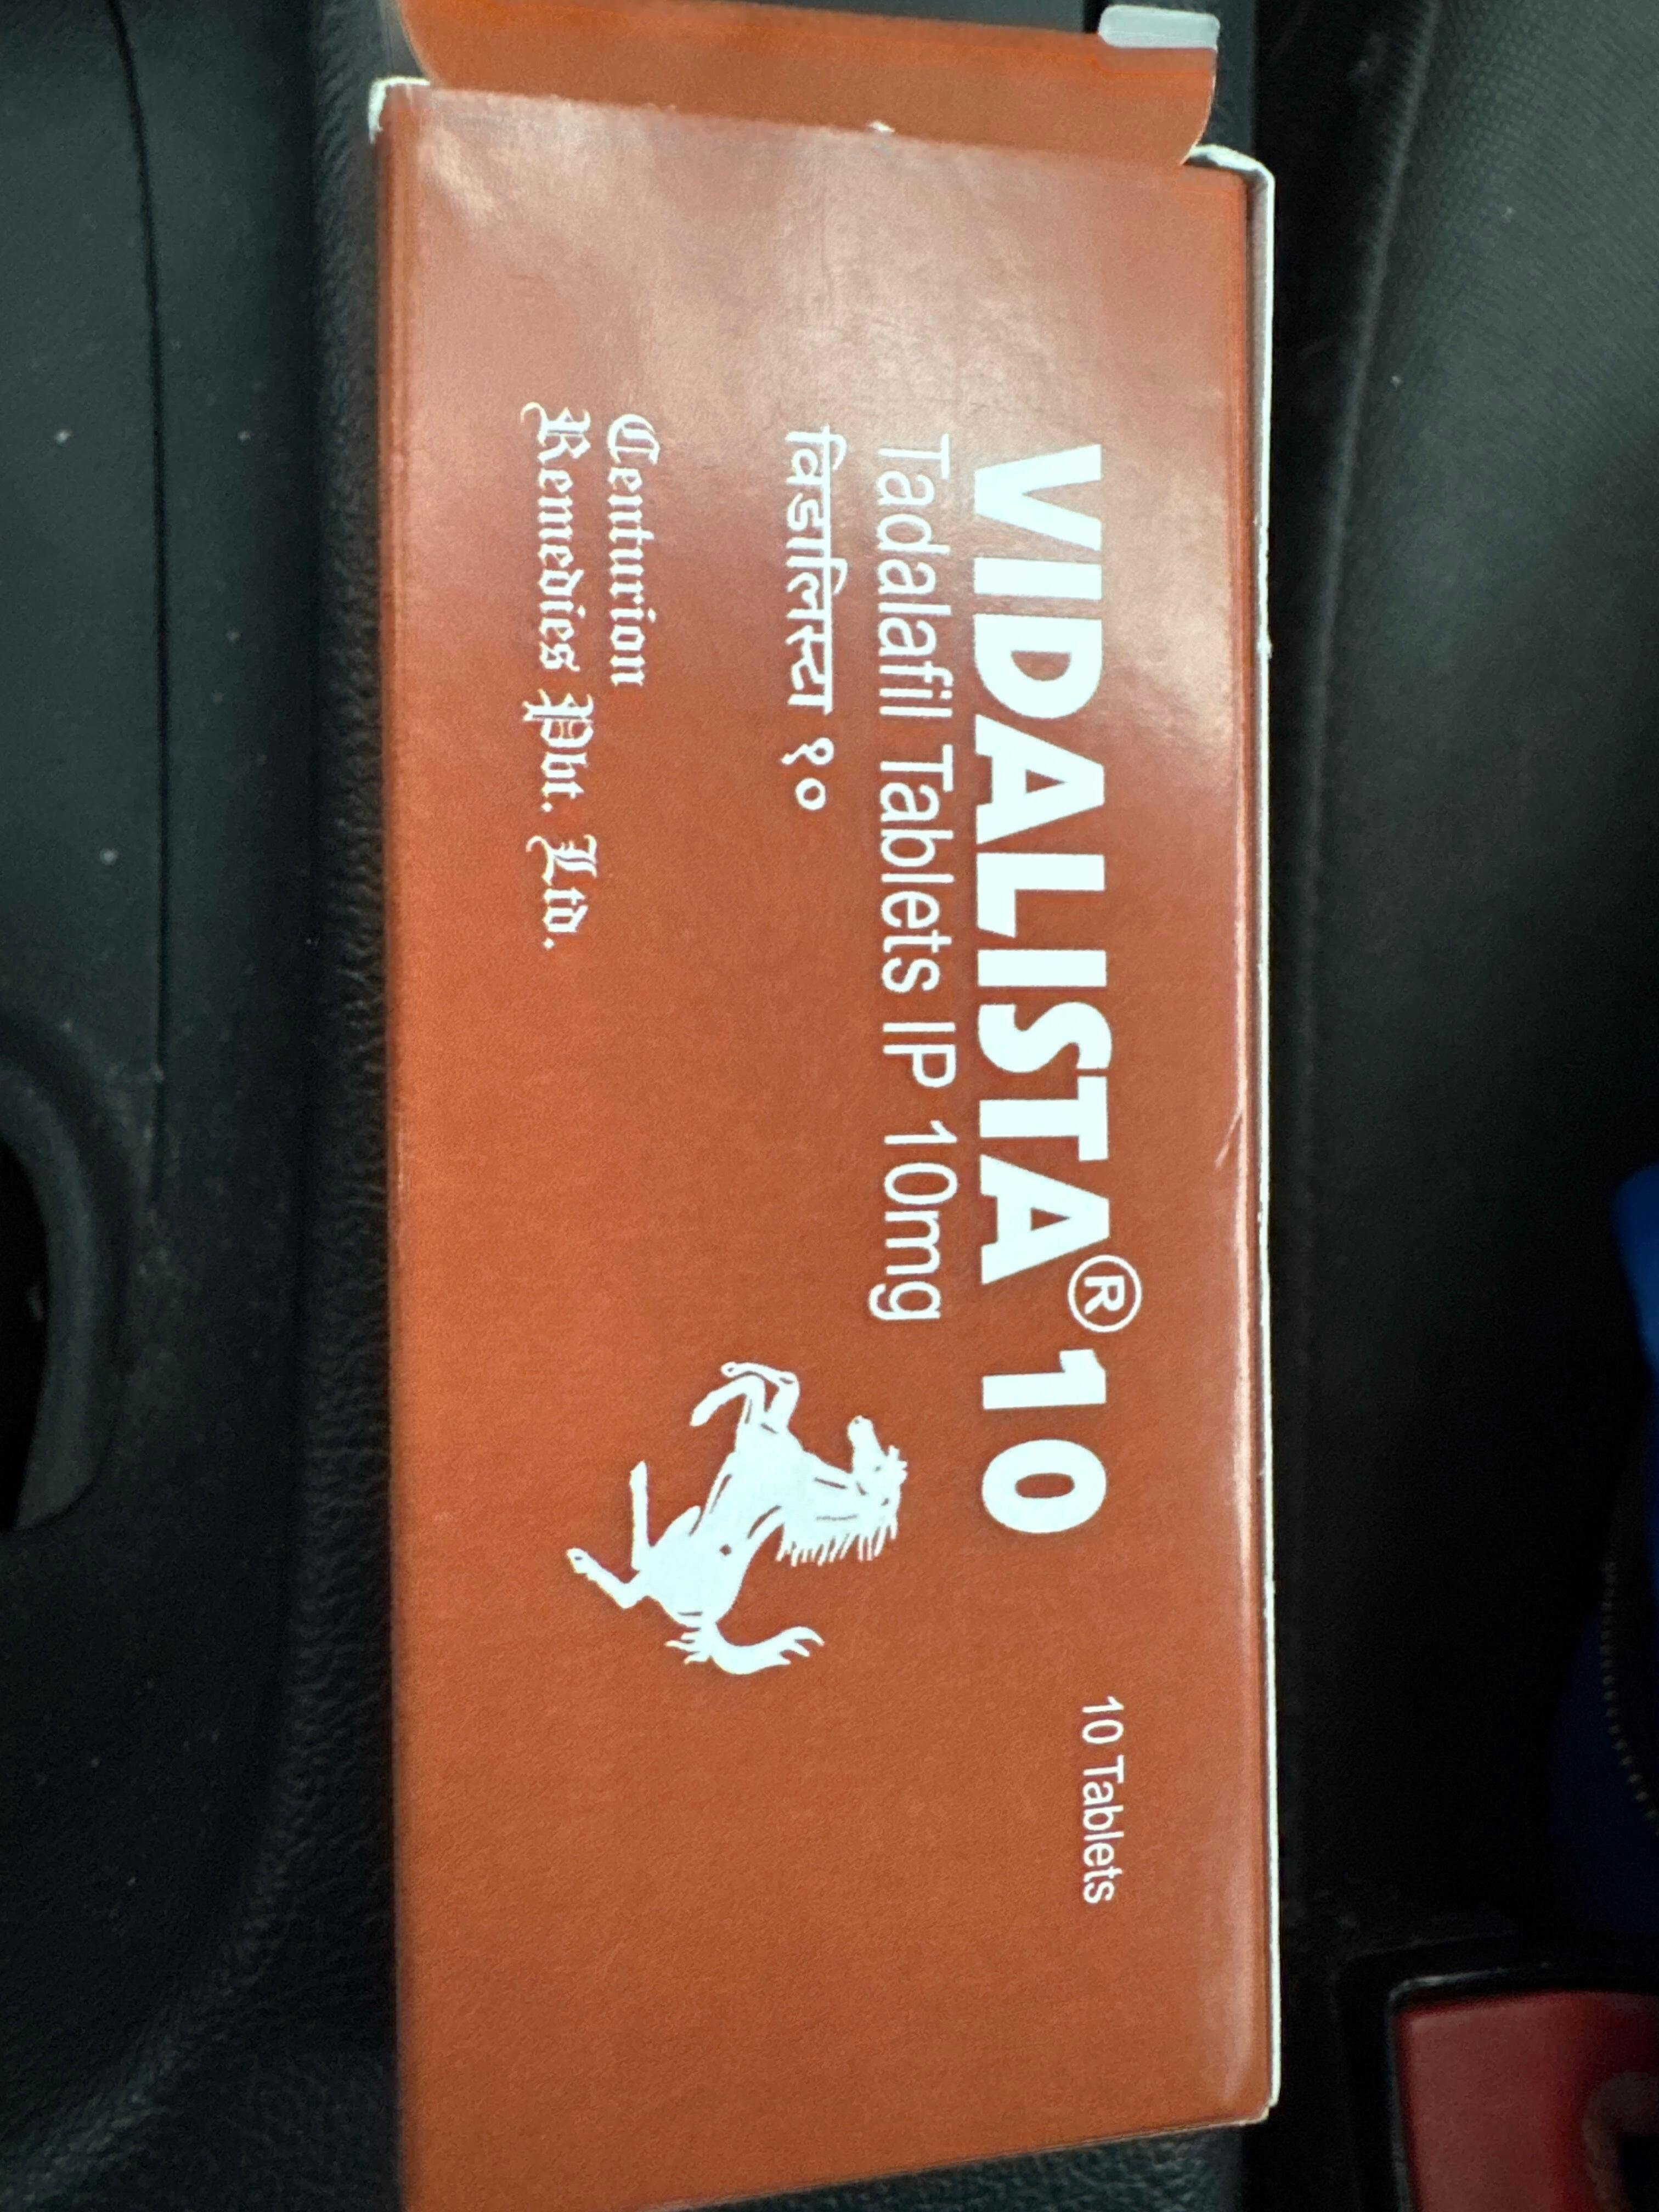 10 Tablets
VIDALISTA® 10
Tadalafil Tablets IP 10mg
विडालिस्टा १०
Centurion
Remedies Pvt. Ltd.